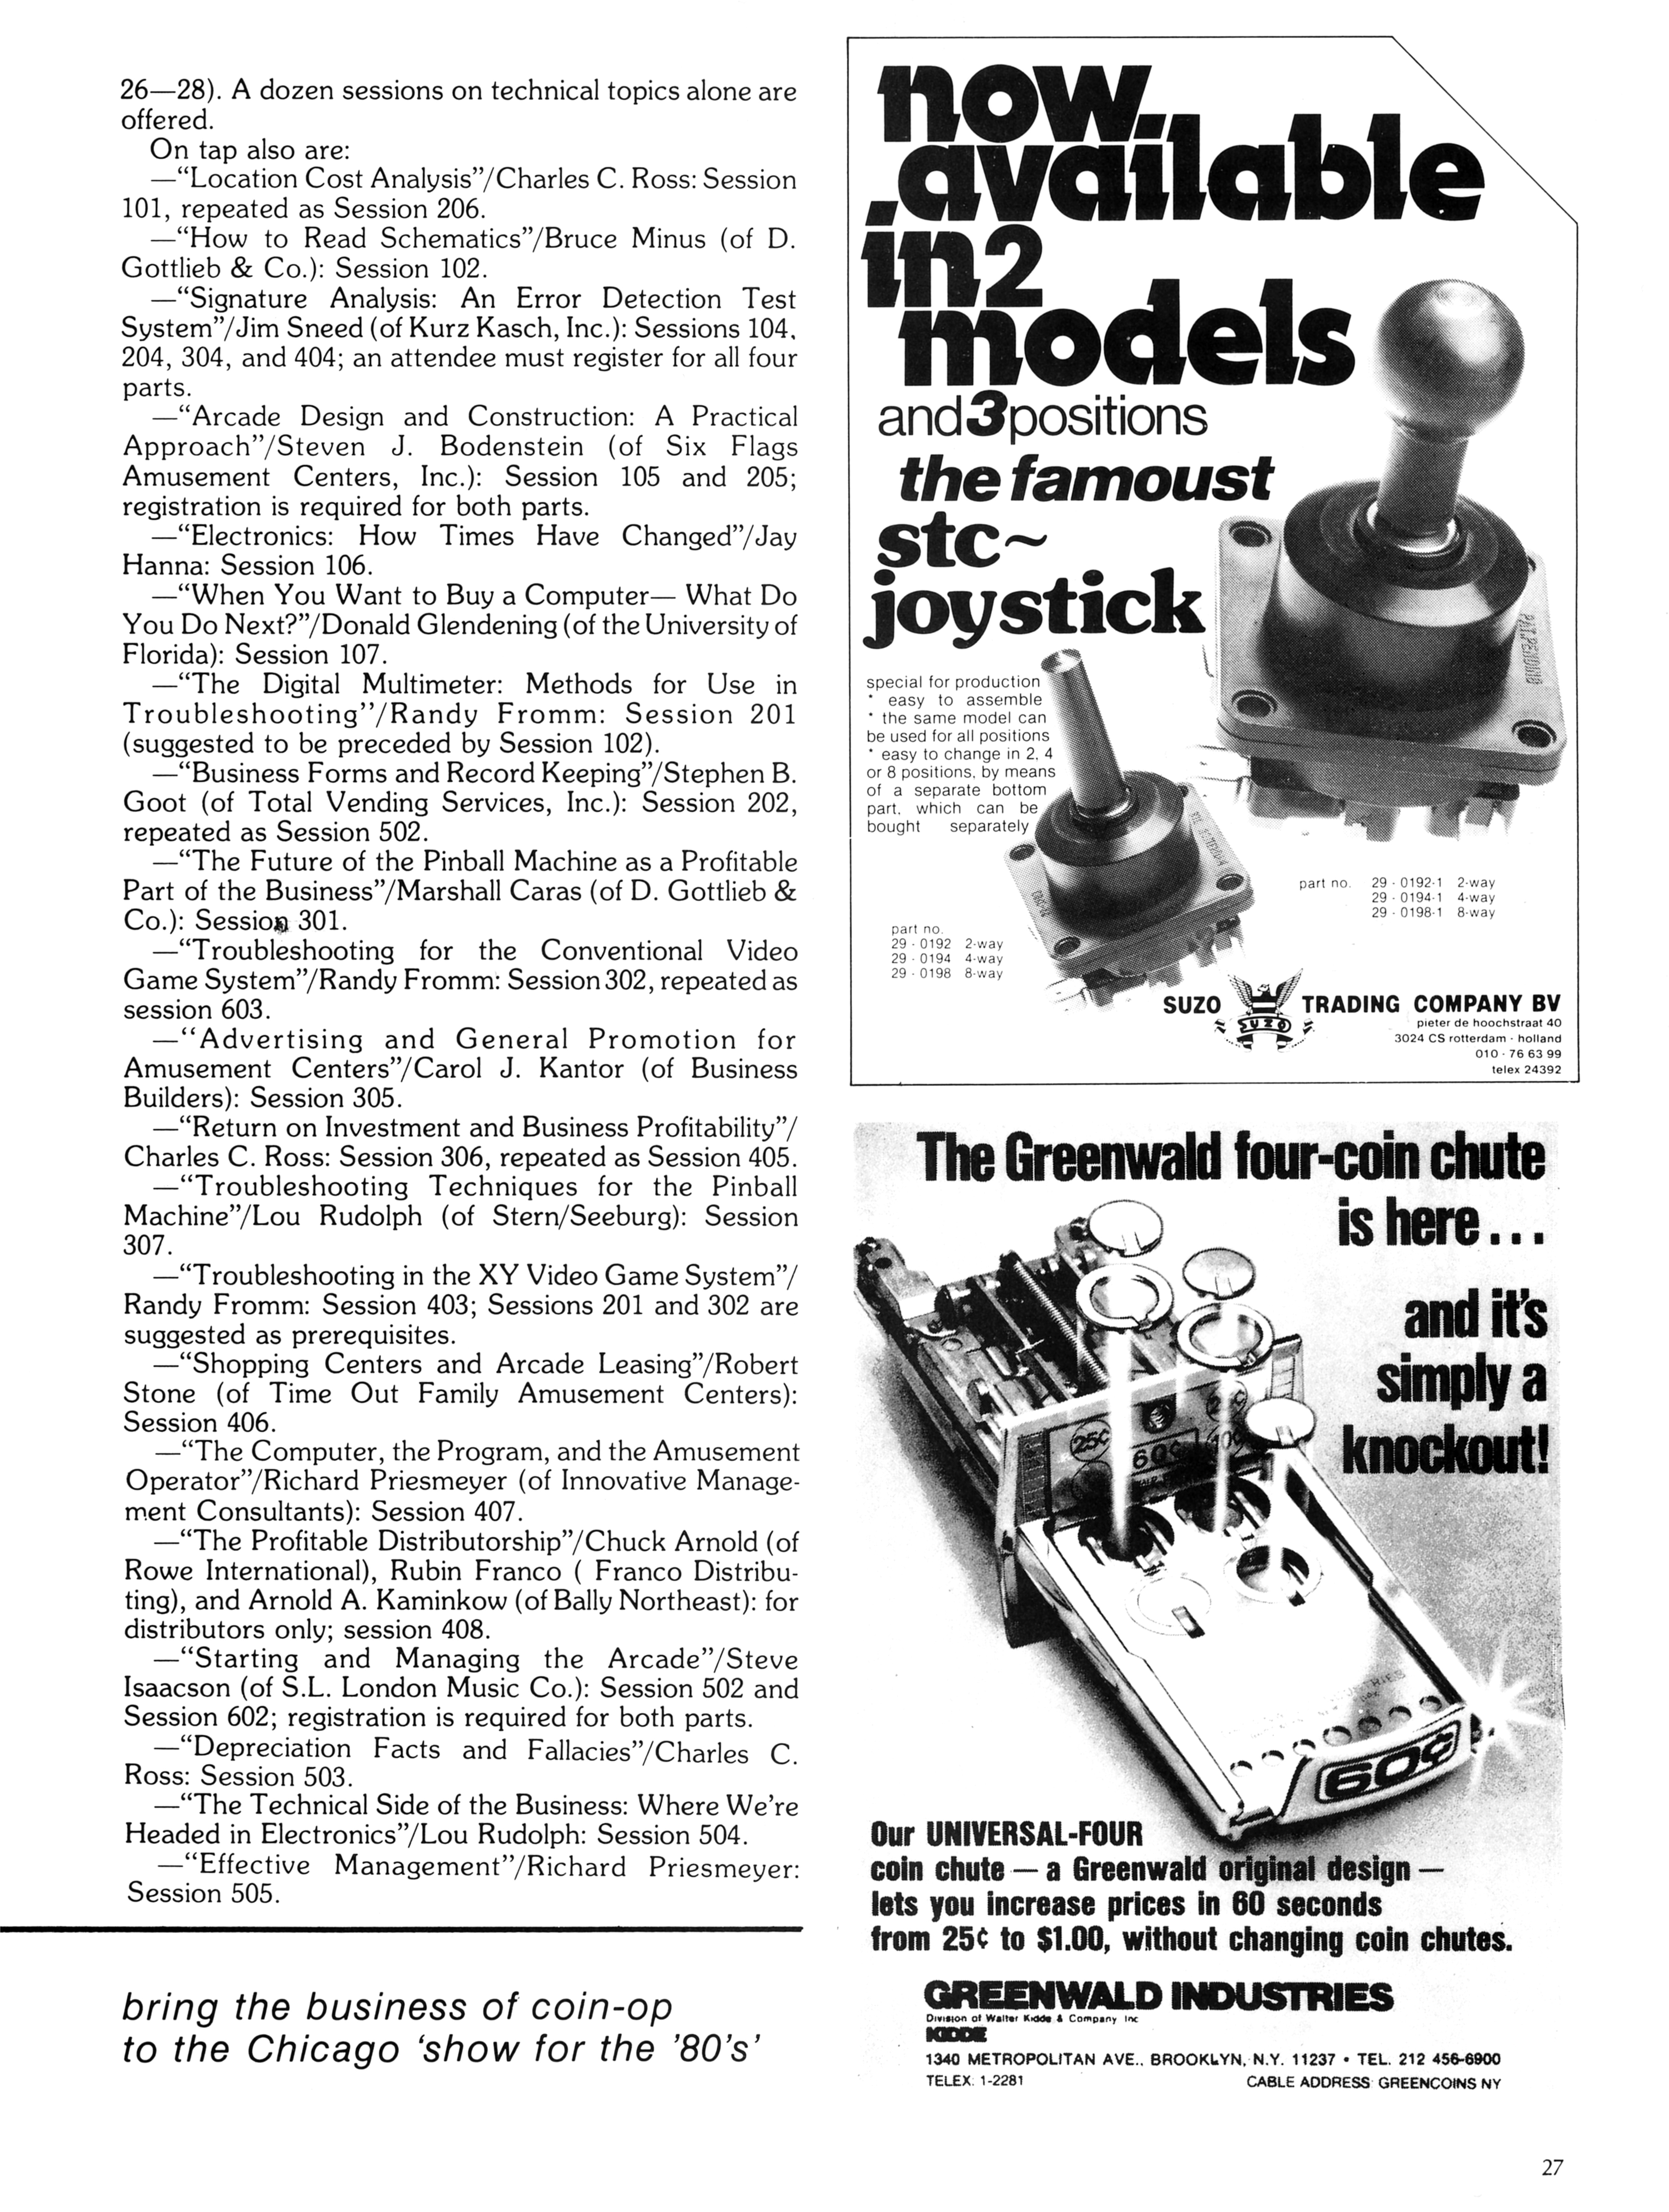 26—28). A dozen sessions on technical topics alone are
offered.
On tap also are:
—“Location Cost Analysis”/Charles C. Ross: Session
101, repeated as Session 206.
—“How to Read Schematics”/Bruce Minus (of D.
Gottlieb & Co.): Session 102.
—“Signature Analysis: An Error Detection Test
System”/Jim Sneed (of Kurz Kasch, Inc.): Sessions 104,
204, 304, and 404; an attendee must register for all four
parts.
—“Arcade Design and Construction: A Practical
Approach”/Steven J. Bodenstein (of Six Flags
Amusement Centers, Inc.): Session 105 and 205;
registration is required for both parts.
—“Electronics: How Times Have Changed”/Jay
Hanna: Session 106.
—“When You Want to Buy a Computer— What Do
You Do Next?”/Donald Glendening (of the University of
Florida): Session 107.
—“The Digital Multimeter: Methods for Use in
Troubleshooting”/Randy Fromm: Session 201
(suggested to be preceded by Session 102).
—“Business Forms and Record Keeping”/Stephen B.
Goot (of Total Vending Services, Inc.): Session 202,
repeated as Session 502.
—“The Future of the Pinball Machine as a Profitable
Part of the Business”/Marshall Caras (of D. Gottlieb &
Co.): Session 301.
—“Troubleshooting for the Conventional Video
Game System”/Randy Fromm: Session 302, repeated as
session 603.
—“Advertising and General Promotion for
Amusement Centers”/Carol J. Kantor (of Business
Builders): Session 305.
—“Return on Investment and Business Profitability”/
Charles C. Ross: Session 306, repeated as Session 405.
—“Troubleshooting Techniques for the Pinball
Machine”/Lou Rudolph (of Stern/Seeburg): Session
307.
—“Troubleshooting in the XY Video Game System”/
Randy Fromm: Session 403; Sessions 201 and 302 are
suggested as prerequisites.
—“Shopping Centers and Arcade Leasing”/Robert
Stone (of Time Out Family Amusement Centers):
Session 406.
—“The Computer, the Program, and the Amusement
Operator”/Richard Priesmeyer (of Innovative Manage-
ment Consultants): Session 407.
—“The Profitable Distributorship”/Chuck Arnold (of
Rowe International), Rubin Franco ( Franco Distribu-
ting), and Arnold A. Kaminkow (of Bally Northeast): for
distributors only; session 408.
—“Starting and Managing the Arcade”/Steve
Isaacson (of S.L. London Music Co.): Session 502 and
Session 602; registration is required for both parts.
—“Depreciation Facts and Fallacies”/Charles C.
Ross: Session 503.
—“The Technical Side of the Business: Where We’re
Headed in Electronics”/Lou Rudolph: Session 504.
—“Effective Management”/Richard Priesmeyer:
Session 505.
bring the business of coin-op
to the Chicago ‘show for the ’80’s’
now
available
in 2
models
and 3 positions
the famoust
stc~
joystick
special for production
* easy to assemble
* the same model can
be used for all positions
* easy to change in 2, 4
or 8 positions, by means
of a separate bottom
part, which can be
bought separately
PAT. PENDING
part no. 29 - 0192-1 2-way
29 - 0194-1 4-way
29 - 0198-1 8-way
part no.
29 - 0192 2-way
29 - 0194 4-way
29 - 0198 8-way
SUZO TRADING COMPANY BV
SUZO
pieter de hoochstraat 40
3024 CS rotterdam - holland
010 - 76 63 99
telex 24392
The Greenwald four-coin chute
is here . . .
and it’s
simply a
knockout!
25¢ 60¢ 10¢
60¢
Our UNIVERSAL-FOUR
coin chute — a Greenwald original design —
lets you increase prices in 60 seconds
from 25¢ to $1.00, without changing coin chutes.
GREENWALD INDUSTRIES
Division of Walter Kidde & Company Inc
KIDDE
1340 METROPOLITAN AVE., BROOKLYN, N.Y. 11237 • TEL. 212 456-6900
TELEX: 1-2281 CABLE ADDRESS: GREENCOINS NY
27